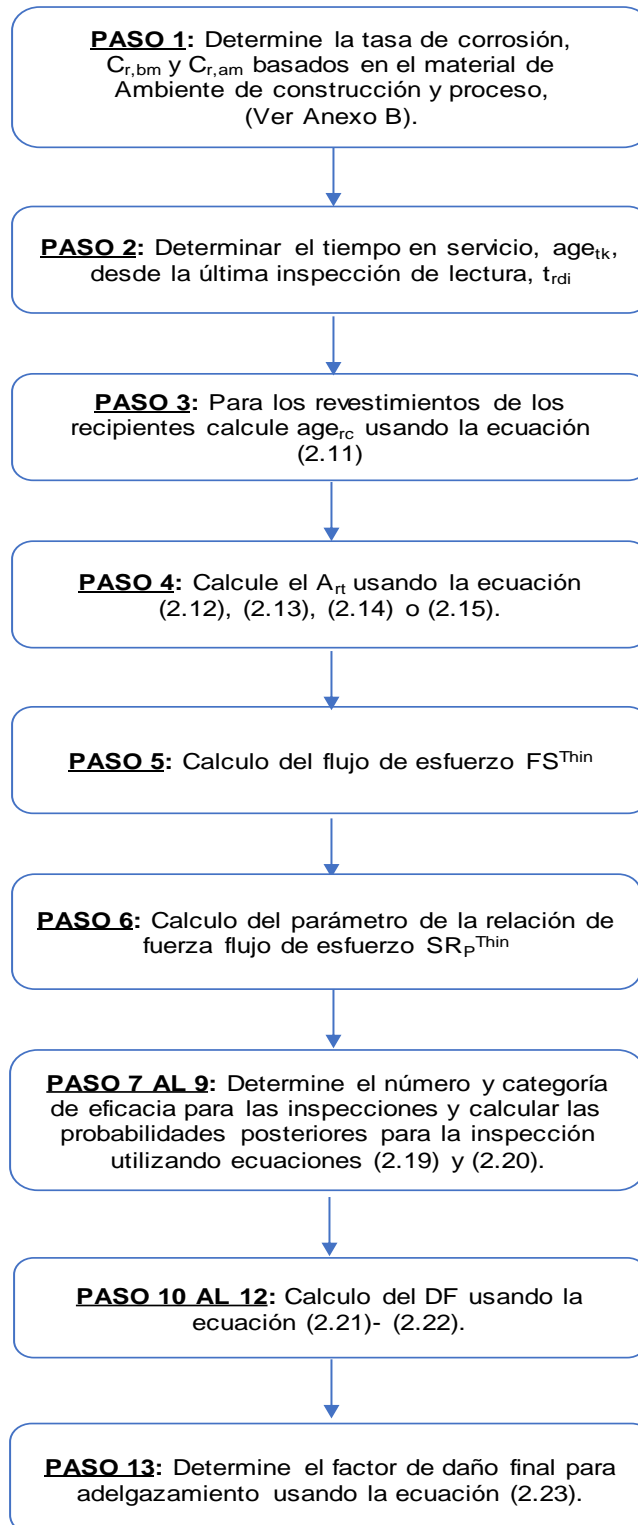 PASO 1: Determine la tasa de corrosión,
Cr,bm y Cr,am basados en el material de
Ambiente de construcción y proceso,
(Ver Anexo B).
PASO 2: Determinar el tiempo en servicio, agetk,
desde la última inspección de lectura, trdi
PASO 3: Para los revestimientos de los
recipientes calcule agerc usando la ecuación
(2.11)
PASO 4: Calcule el Art usando la ecuación
(2.12), (2.13), (2.14) o (2.15).
PASO 5: Calculo del flujo de esfuerzo FSThin
PASO 6: Calculo del parámetro de la relación de
fuerza flujo de esfuerzo SRPThin
PASO 7 AL 9: Determine el número y categoría
de eficacia para las inspecciones y calcular las
probabilidades posteriores para la inspección
utilizando ecuaciones (2.19) y (2.20).
PASO 10 AL 12: Calculo del DF usando la
ecuación (2.21)- (2.22).
PASO 13: Determine el factor de daño final para
adelgazamiento usando la ecuación (2.23).